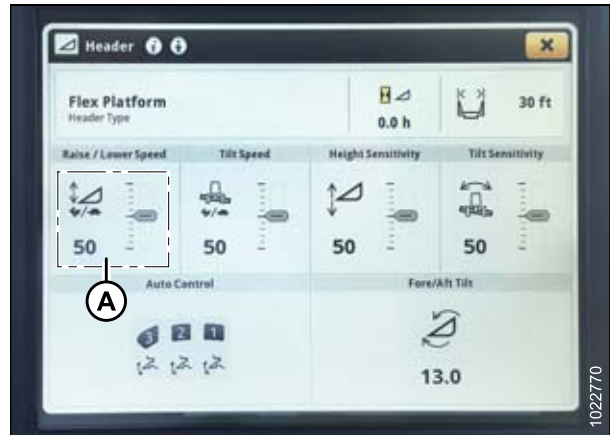 Header
Flex Platform
Header Type
0.0 h
30 ft
Raise / Lower Speed
Tilt Speed
Height Sensitivity
Tilt Sensitivity
50
50
50
50
A
Auto Control
Fore/Aft Tilt
3 2 1
13.0
1022770